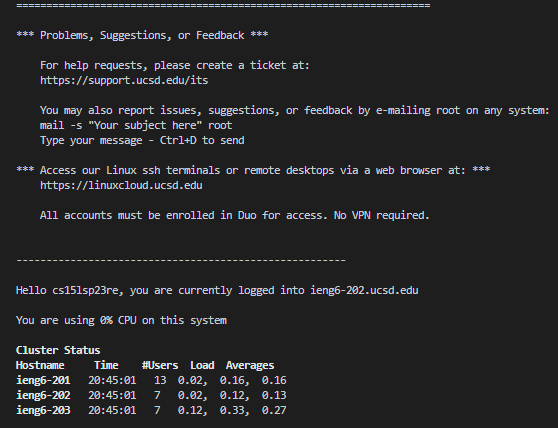 =====================================================================
*** Problems, Suggestions, or Feedback ***
For help requests, please create a ticket at:
https://support.ucsd.edu/its
You may also report issues, suggestions, or feedback by e-mailing root on any system:
mail -s "Your subject here" root
Type your message - Ctrl+D to send
*** Access our Linux ssh terminals or remote desktops via a web browser at: ***
https://linuxcloud.ucsd.edu
All accounts must be enrolled in Duo for access. No VPN required.
-------------------------------------------------------
Hello cs15lsp23re, you are currently logged into ieng6-202.ucsd.edu
You are using 0% CPU on this system
Cluster Status
Hostname     Time    #Users  Load  Averages
ieng6-201   20:45:01   13  0.02,  0.16,  0.16
ieng6-202   20:45:01   7   0.02,  0.12,  0.13
ieng6-203   20:45:01   7   0.12,  0.33,  0.27